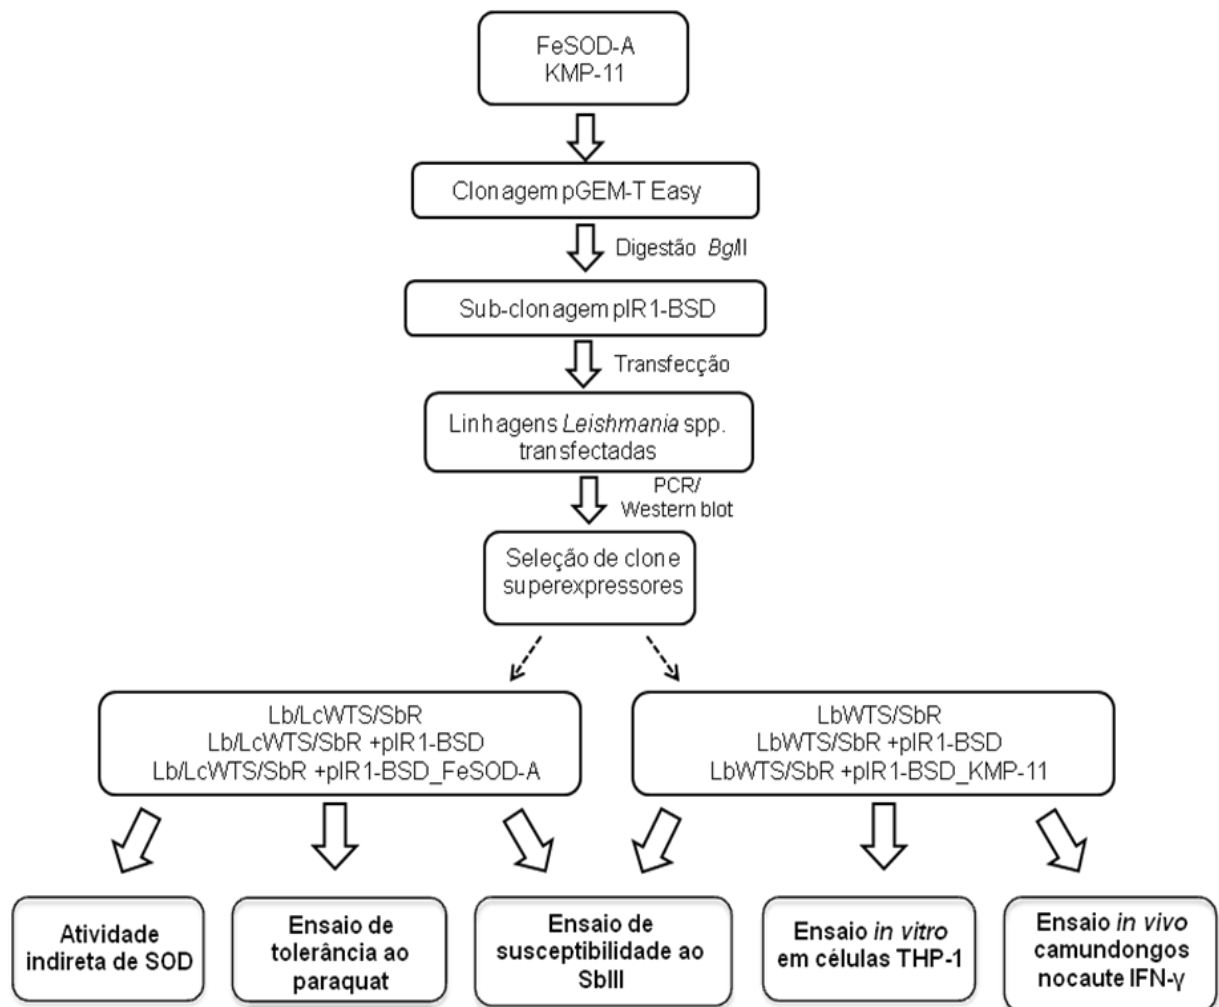 FeSOD-A
KMP-11
Clonagem pGEM-T Easy
Digestão BglII
Sub-clonagem pIR1-BSD
Transfecção
Linhagens Leishmania spp.
transfectadas
PCR/
Western blot
Seleção de clone
superexpressores
Lb/LcWTS/SbR
Lb/LcWTS/SbR +pIR1-BSD
Lb/LcWTS/SbR +pIR1-BSD_FeSOD-A
LbWTS/SbR
LbWTS/SbR +pIR1-BSD
LbWTS/SbR +pIR1-BSD_KMP-11
Atividade
indireta de SOD
Ensaio de
tolerância ao
paraquat
Ensaio de
susceptibilidade ao
SbIII
Ensaio in vitro
em células THP-1
Ensaio in vivo
camundongos
nocaute IFN-γ